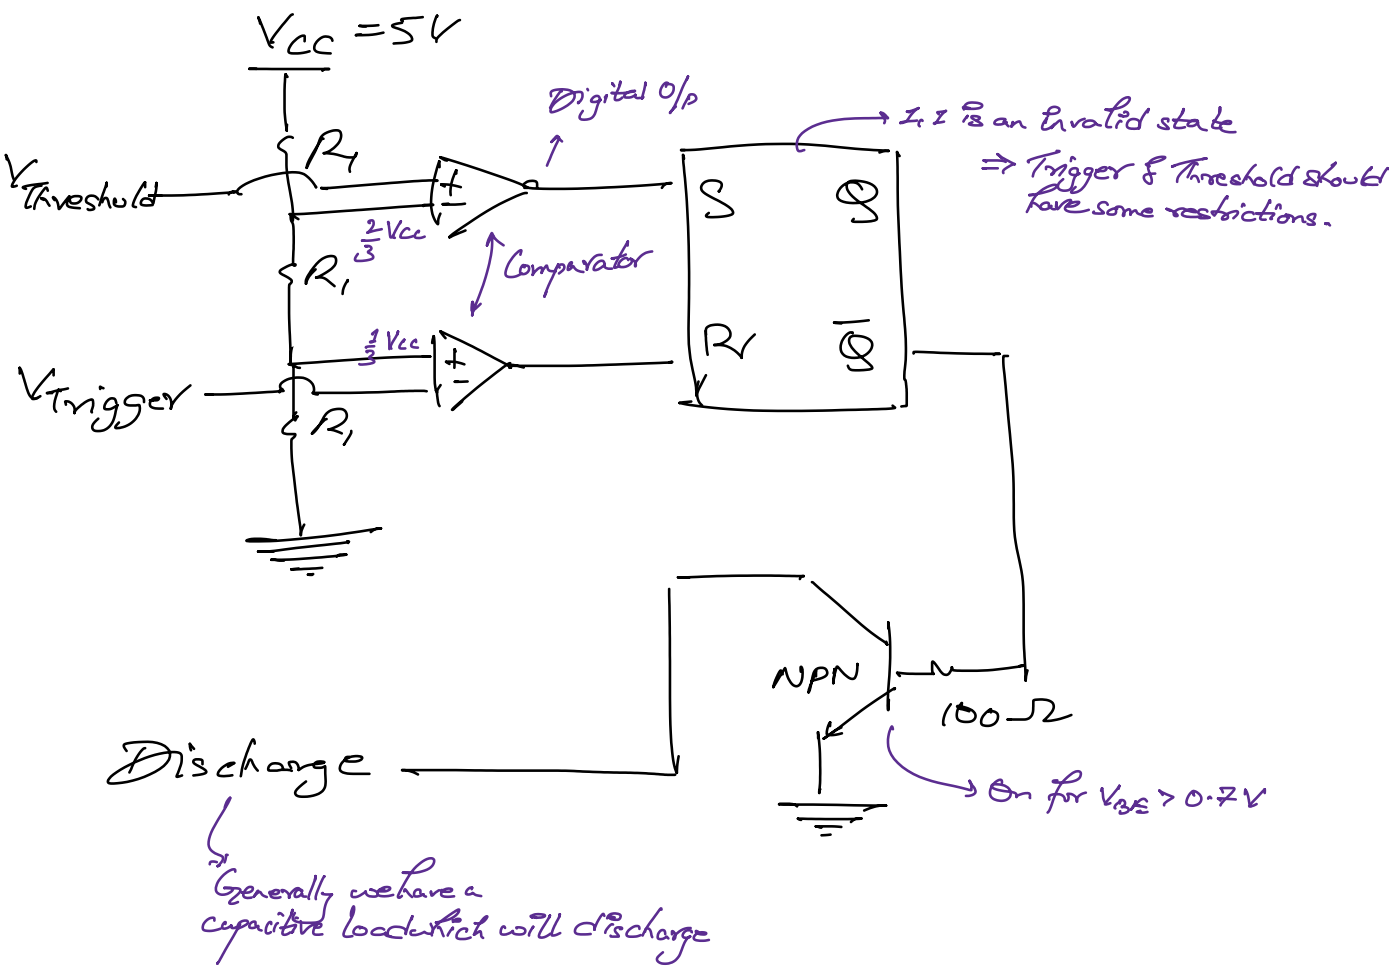 Vcc = 5V
Digital O/p
1,1 is an Invalid state
⇒ Trigger & Threshold should
have some restrictions.
R1
VThreshold
+
−
S
Q
2/3 Vcc
Comparator
R1
1/3 Vcc
+
−
R
Q̅
VTrigger
R1
NPN
100Ω
Discharge
On for VB/E > 0.7V
Generally we have a
capacitive load which will discharge